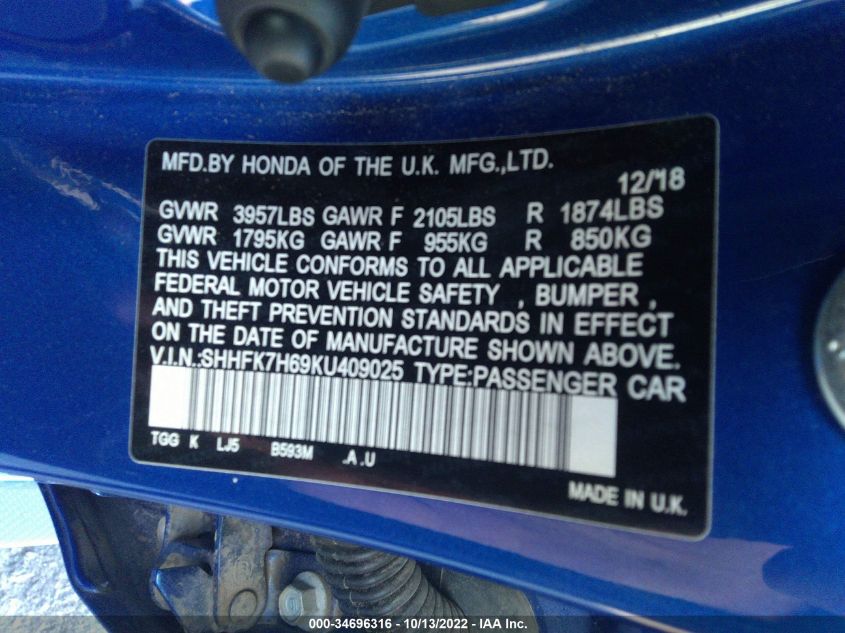 MFD.BY HONDA OF THE U.K. MFG.,LTD.
12/18
GVWR 3957LBS GAWR F 2105LBS R 1874LBS
GVWR 1795KG GAWR F 955KG R 850KG
THIS VEHICLE CONFORMS TO ALL APPLICABLE
FEDERAL MOTOR VEHICLE SAFETY , BUMPER ,
AND THEFT PREVENTION STANDARDS IN EFFECT
ON THE DATE OF MANUFACTURE SHOWN ABOVE.
V.I.N.:SHHFK7H69KU409025 TYPE:PASSENGER CAR
TGG K LJ5 B593M .A .U
MADE IN U.K.
000-34696316 - 10/13/2022 - IAA Inc.